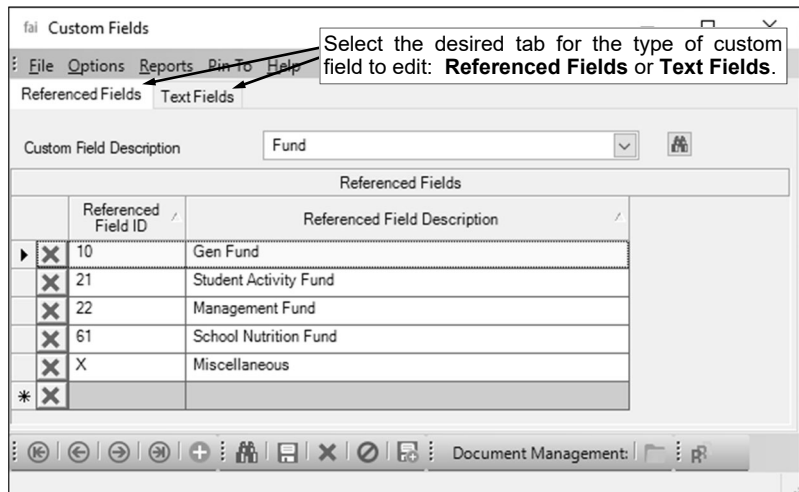 fai Custom Fields
Select the desired tab for the type of custom
field to edit: Referenced Fields or Text Fields.
File Options Reports Pin To Help
Referenced Fields Text Fields
Custom Field Description Fund
Referenced Fields
Referenced
Field ID
Referenced Field Description
10 Gen Fund
21 Student Activity Fund
22 Management Fund
61 School Nutrition Fund
X Miscellaneous
Document Management: